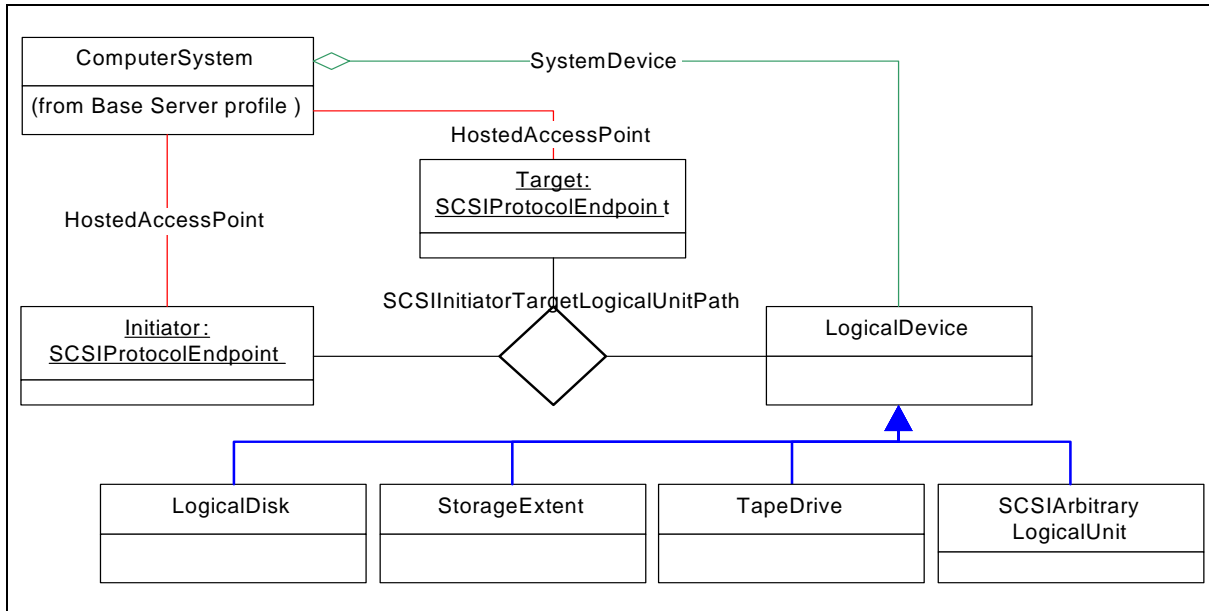 ComputerSystem
SystemDevice
(from Base Server profile )
HostedAccessPoint
Target:
SCSIProtocolEndpoin t
HostedAccessPoint
SCSIInitiatorTargetLogicalUnitPath
Initiator:
SCSIProtocolEndpoint
LogicalDevice
LogicalDisk
StorageExtent
TapeDrive
SCSIArbitrary
LogicalUnit